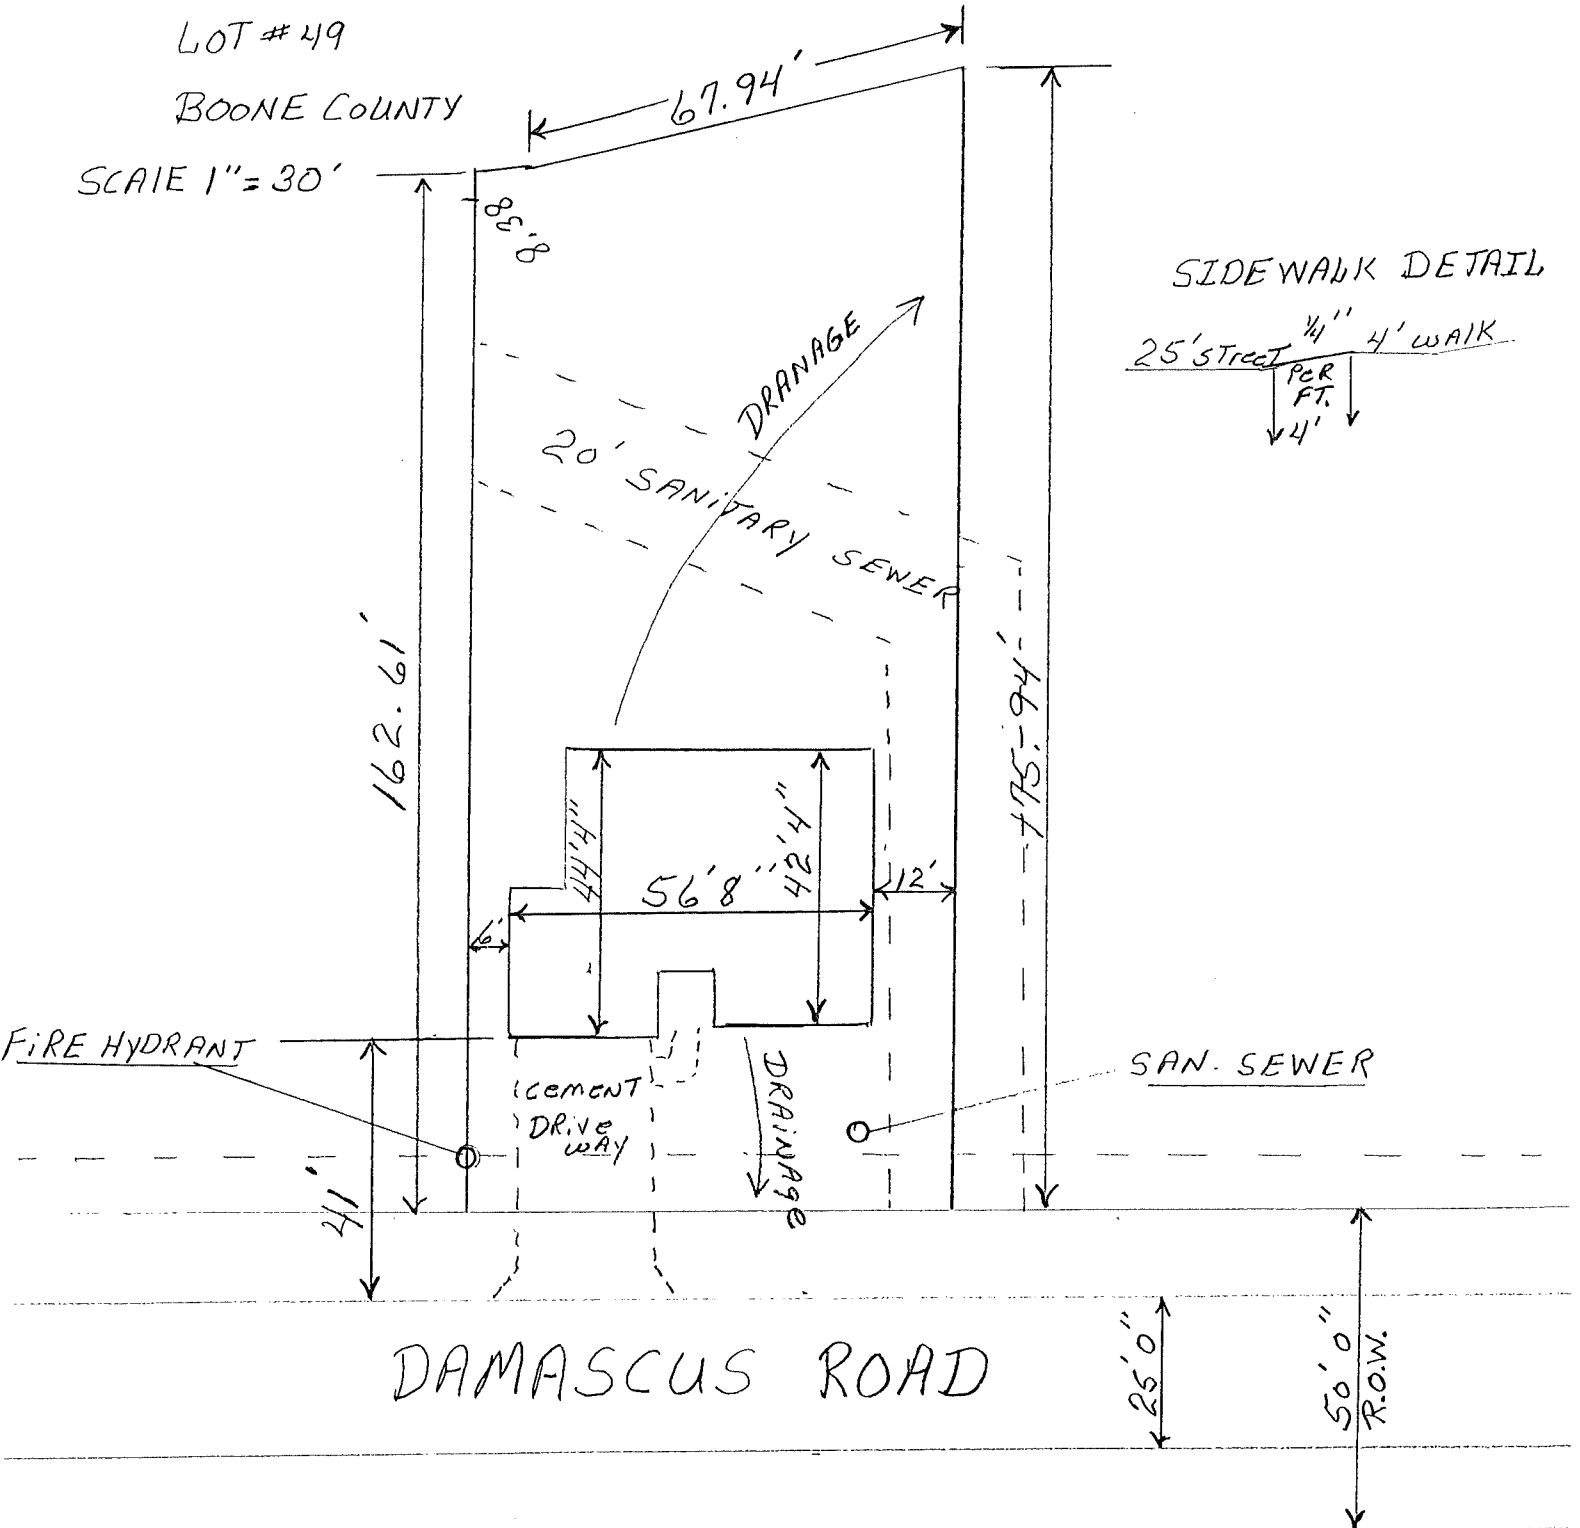 LOT # 49
BOONE COUNTY
SCALE 1" = 30'
67.94'
8.38
SIDEWALK DETAIL
25' STREET 1/4" 4' WALK
PER
FT.
4'
DRANAGE
20' SANITARY SEWER
162.61'
175.94'
44'4"
42'4"
56'8"
12'
6'
FIRE HYDRANT
SAN. SEWER
CEMENT
DRIVE
WAY
DRAINAGE
41'
DAMASCUS ROAD
25'0"
50'0"
R.O.W.